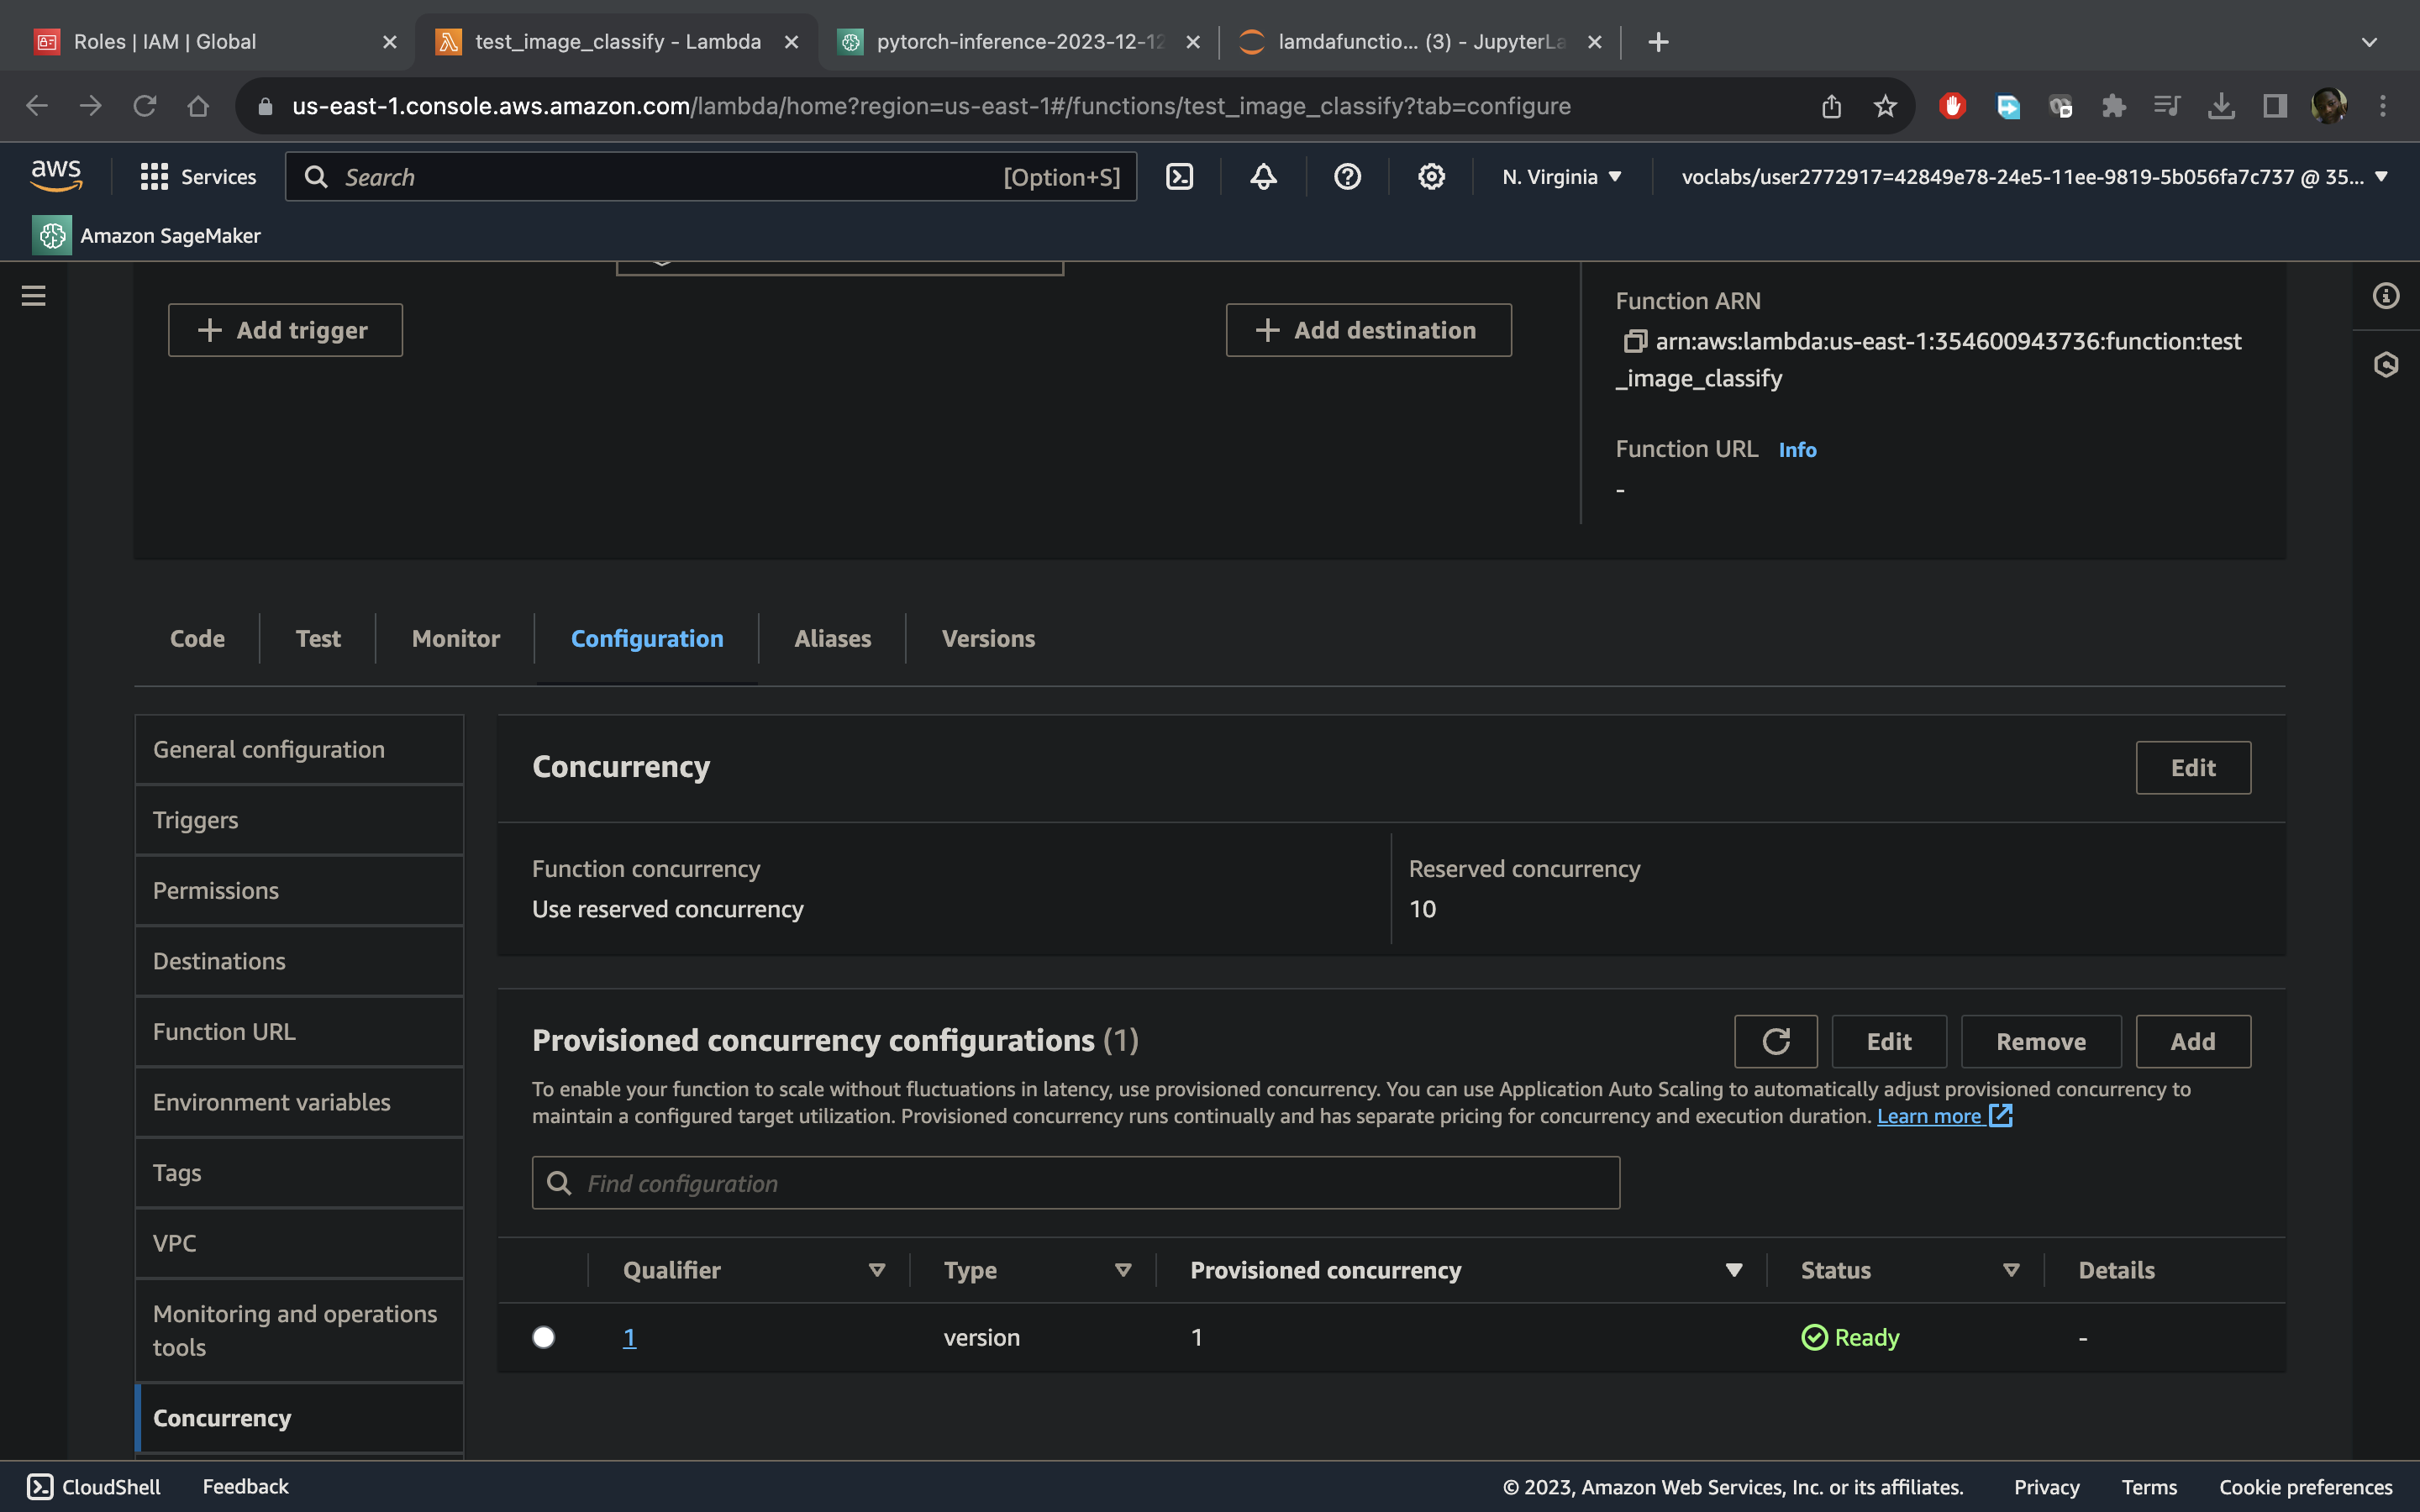 Roles | IAM | Global
test_image_classify - Lambda
pytorch-inference-2023-12-12
lamdafunctio... (3) - JupyterLa
us-east-1.console.aws.amazon.com/lambda/home?region=us-east-1#/functions/test_image_classify?tab=configure
aws
Services
Search
[Option+S]
N. Virginia
voclabs/user2772917=42849e78-24e5-11ee-9819-5b056fa7c737 @ 35...
Amazon SageMaker
Add trigger
Add destination
Function ARN
arn:aws:lambda:us-east-1:354600943736:function:test
_image_classify
Function URL Info
-
Code
Test
Monitor
Configuration
Aliases
Versions
General configuration
Triggers
Permissions
Destinations
Function URL
Environment variables
Tags
VPC
Monitoring and operations
tools
Concurrency
Concurrency
Edit
Function concurrency
Use reserved concurrency
Reserved concurrency
10
Provisioned concurrency configurations (1)
Edit
Remove
Add
To enable your function to scale without fluctuations in latency, use provisioned concurrency. You can use Application Auto Scaling to automatically adjust provisioned concurrency to
maintain a configured target utilization. Provisioned concurrency runs continually and has separate pricing for concurrency and execution duration. Learn more
Find configuration
Qualifier
Type
Provisioned concurrency
Status
Details
1
version
1
Ready
-
CloudShell
Feedback
© 2023, Amazon Web Services, Inc. or its affiliates.
Privacy
Terms
Cookie preferences